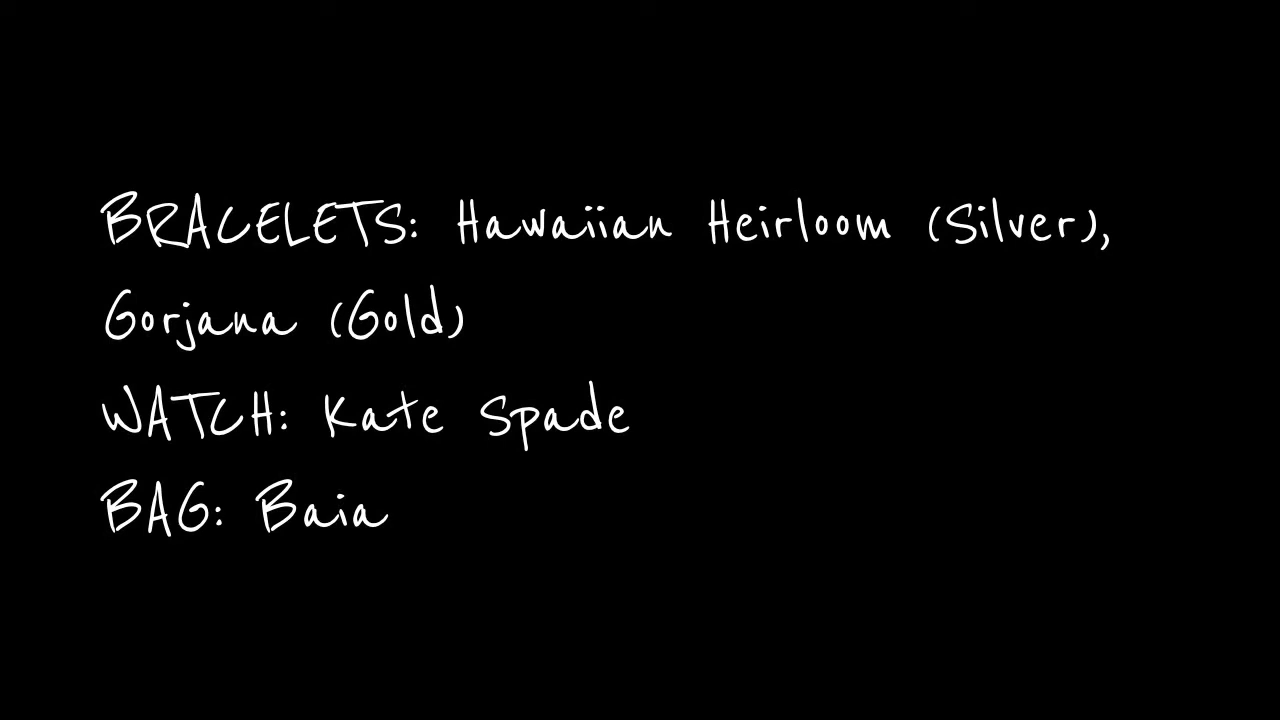 BRACELETS: Hawaiian Heirloom (Silver),
Gorjana (Gold)
WATCH: Kate Spade
BAG: Baia